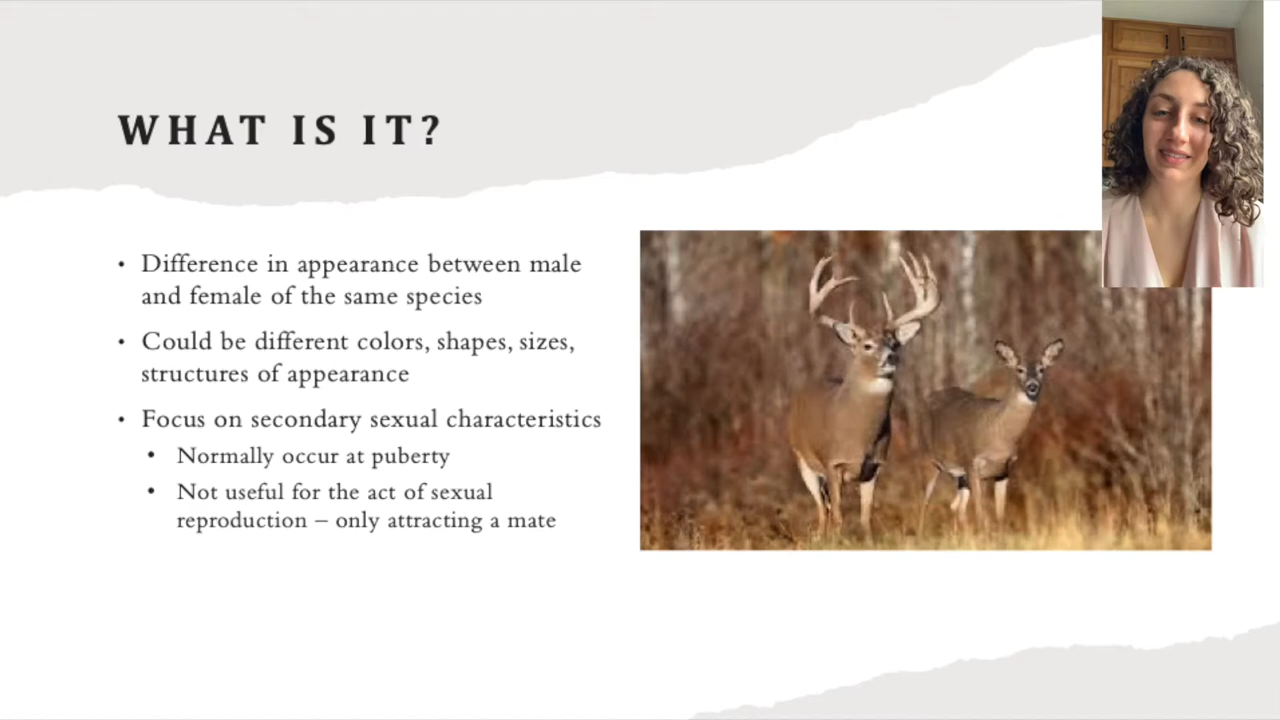 WHAT IS IT?
• Difference in appearance between male
and female of the same species
• Could be different colors, shapes, sizes,
structures of appearance
• Focus on secondary sexual characteristics
• Normally occur at puberty
• Not useful for the act of sexual
reproduction – only attracting a mate